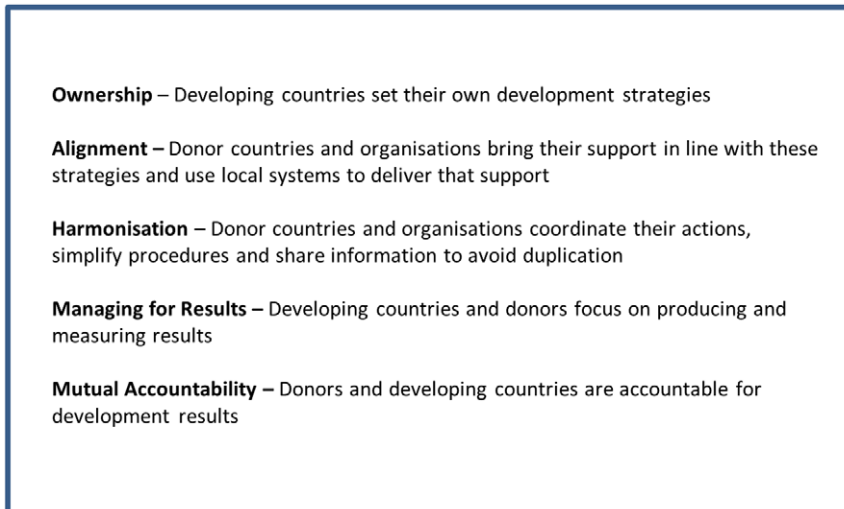 Ownership – Developing countries set their own development strategies
Alignment – Donor countries and organisations bring their support in line with these
strategies and use local systems to deliver that support
Harmonisation – Donor countries and organisations coordinate their actions,
simplify procedures and share information to avoid duplication
Managing for Results – Developing countries and donors focus on producing and
measuring results
Mutual Accountability – Donors and developing countries are accountable for
development results